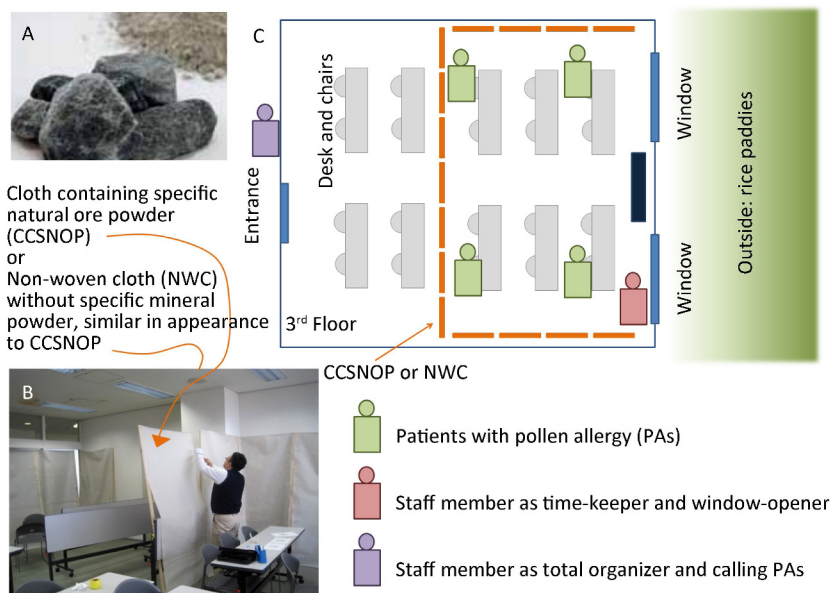 A
C
Cloth containing specific
natural ore powder
(CCSNOP)
or
Non-woven cloth (NWC)
without specific mineral
powder, similar in appearance
to CCSNOP
Entrance
Desk and chairs
Window
Window
Outside: rice paddies
3rd Floor
CCSNOP or NWC
B
Patients with pollen allergy (PAs)
Staff member as time-keeper and window-opener
Staff member as total organizer and calling PAs